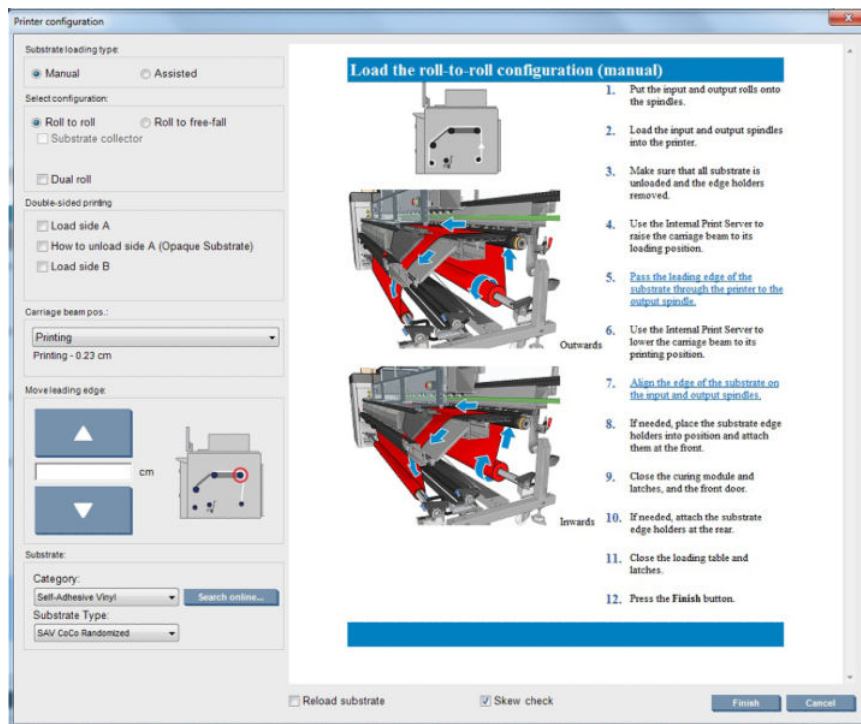 Printer configuration
Substrate loading type:
Manual
Assisted
Select configuration:
Roll to roll
Roll to free-fall
Substrate collector
Dual roll
Double-sided printing
Load side A
How to unload side A (Opaque Substrate)
Load side B
Carriage beam pos.:
Printing
Printing - 0.23 cm
Move leading edge:
cm
Substrate:
Category:
Self-Adhesive Vinyl
Search online...
Substrate Type:
SAV CoCo Randomized
Load the roll-to-roll configuration (manual)
1. Put the input and output rolls onto
the spindles.
2. Load the input and output spindles
into the printer.
3. Make sure that all substrate is
unloaded and the edge holders
removed.
4. Use the Internal Print Server to
raise the carriage beam to its
loading position.
5. Pass the leading edge of the
substrate through the printer to the
output spindle.
Outwards
6. Use the Internal Print Server to
lower the carriage beam to its
printing position.
7. Align the edge of the substrate on
the input and output spindles.
8. If needed, place the substrate edge
holders into position and attach
them at the front.
9. Close the curing module and
latches, and the front door.
Inwards
10. If needed, attach the substrate
edge holders at the rear.
11. Close the loading table and
latches.
12. Press the Finish button.
Reload substrate
Skew check
Finish
Cancel